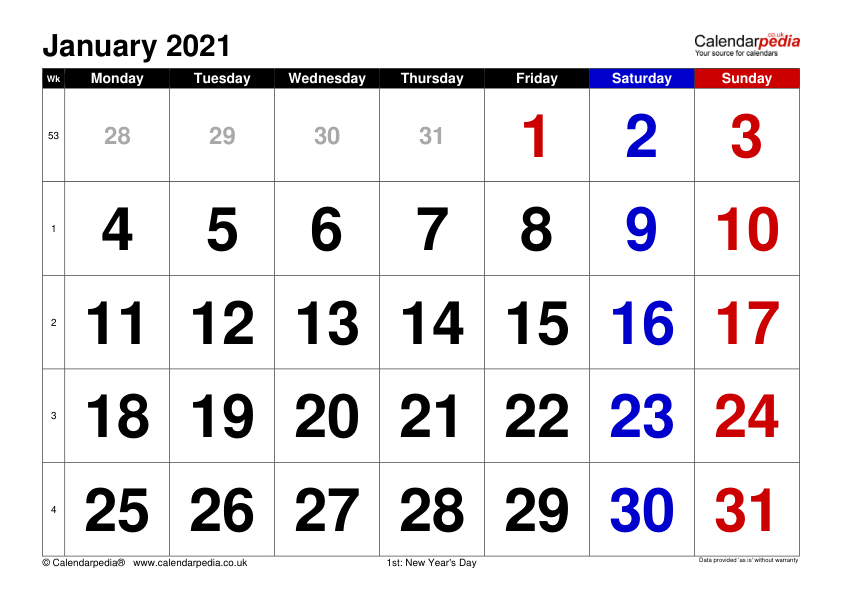 January 2021
Calendarpedia
co.uk
Your source for calendars
Wk Monday Tuesday Wednesday Thursday Friday Saturday Sunday
53 28 29 30 31 1 2 3
1 4 5 6 7 8 9 10
2 11 12 13 14 15 16 17
3 18 19 20 21 22 23 24
4 25 26 27 28 29 30 31
© Calendarpedia® www.calendarpedia.co.uk 1st: New Year's Day Data provided 'as is' without warranty